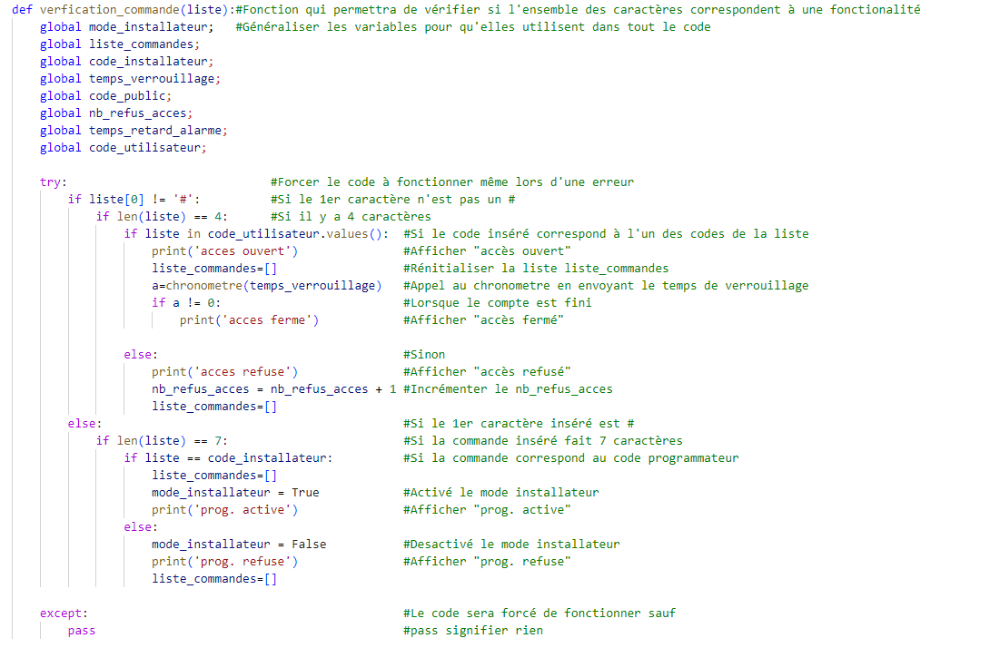 def verfication_commande(liste):#Fonction qui permettra de vérifier si l'ensemble des caractères correspondent à une fonctionalité
    global mode_installateur;   #Généraliser les variables pour qu'elles utilisent dans tout le code
    global liste_commandes;
    global code_installateur;
    global temps_verrouillage;
    global code_public;
    global nb_refus_acces;
    global temps_retard_alarme;
    global code_utilisateur;

    try:                             #Forcer le code à fonctionner même lors d'une erreur
        if liste[0] != '#':          #Si le 1er caractère n'est pas un #
            if len(liste) == 4:      #Si il y a 4 caractères
                if liste in code_utilisateur.values():  #Si le code inséré correspond à l'un des codes de la liste
                    print('acces ouvert')               #Afficher "accès ouvert"
                    liste_commandes=[]                  #Rénitialiser la liste liste_commandes
                    a=chronometre(temps_verrouillage)   #Appel au chronometre en envoyant le temps de verrouillage
                    if a != 0:                          #Lorsque le compte est fini
                        print('acces ferme')            #Afficher "accès fermé"

                else:                                   #Sinon
                    print('acces refuse')               #Afficher "accès refusé"
                    nb_refus_acces = nb_refus_acces + 1 #Incrémenter le nb_refus_acces
                    liste_commandes=[]
        else:                                           #Si le 1er caractère inséré est #
            if len(liste) == 7:                         #Si la commande inséré fait 7 caractères
                if liste == code_installateur:          #Si la commande correspond au code programmateur
                    liste_commandes=[]
                    mode_installateur = True            #Activé le mode installateur
                    print('prog. active')               #Afficher "prog. active"
                else:
                    mode_installateur = False           #Desactivé le mode installateur
                    print('prog. refuse')               #Afficher "prog. refuse"
                    liste_commandes=[]

    except:                                             #Le code sera forcé de fonctionner sauf
        pass                                            #pass signifier rien